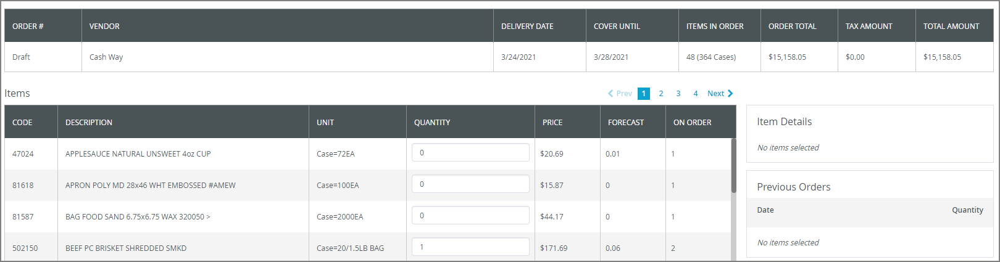 ORDER # VENDOR DELIVERY DATE COVER UNTIL ITEMS IN ORDER ORDER TOTAL TAX AMOUNT TOTAL AMOUNT
Draft Cash Way 3/24/2021 3/28/2021 48 (364 Cases) $15,158.05 $0.00 $15,158.05
Items Prev 1 2 3 4 Next
CODE DESCRIPTION UNIT QUANTITY PRICE FORECAST ON ORDER
47024 APPLESAUCE NATURAL UNSWEET 4oz CUP Case=72EA 0 $20.69 0.01 1
81618 APRON POLY MD 28x46 WHT EMBOSSED #AMEW Case=100EA 0 $15.87 0 1
81587 BAG FOOD SAND 6.75x6.75 WAX 320050 > Case=2000EA 0 $44.17 0 1
502150 BEEF PC BRISKET SHREDDED SMKD Case=20/1.5LB BAG 1 $171.69 0.06 2
Item Details
No items selected
Previous Orders
Date Quantity
No items selected